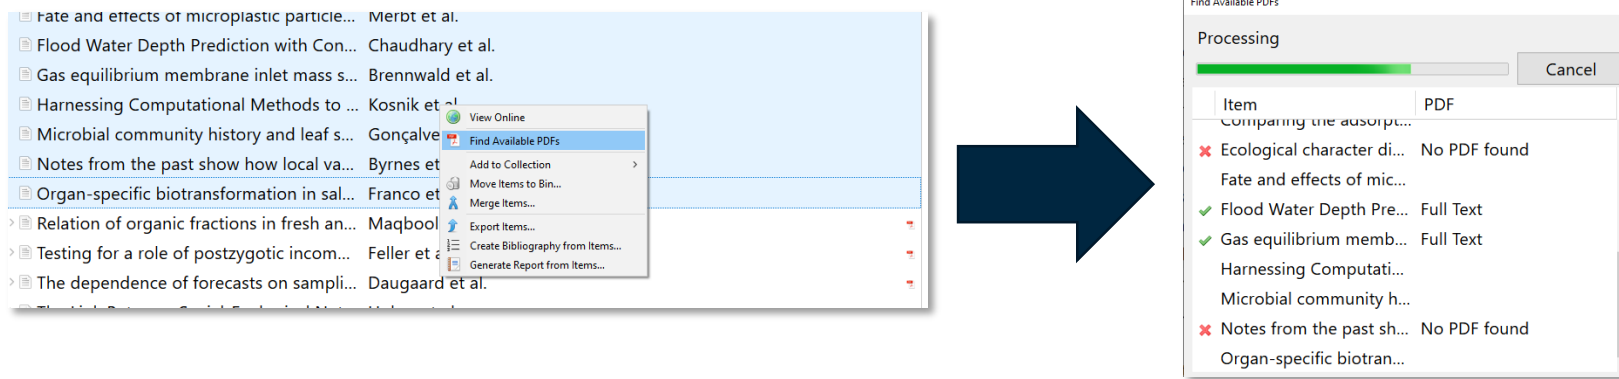 Fate and effects of microplastic particle... Merbt et al.
Flood Water Depth Prediction with Con... Chaudhary et al.
Gas equilibrium membrane inlet mass s... Brennwald et al.
Harnessing Computational Methods to ... Kosnik et al.
Microbial community history and leaf s... Gonçalve
Notes from the past show how local va... Byrnes et
Organ-specific biotransformation in sal... Franco et
Relation of organic fractions in fresh an... Maqbool
Testing for a role of postzygotic incom... Feller et a
The dependence of forecasts on sampli... Daugaard et al.
View Online
Find Available PDFs
Add to Collection
Move Items to Bin...
Merge Items...
Export Items...
Create Bibliography from Items...
Generate Report from Items...
Find Available PDFs
Processing
Cancel
Item PDF
Comparing the adsorpt...
Ecological character di... No PDF found
Fate and effects of mic...
Flood Water Depth Pre... Full Text
Gas equilibrium memb... Full Text
Harnessing Computati...
Microbial community h...
Notes from the past sh... No PDF found
Organ-specific biotran...